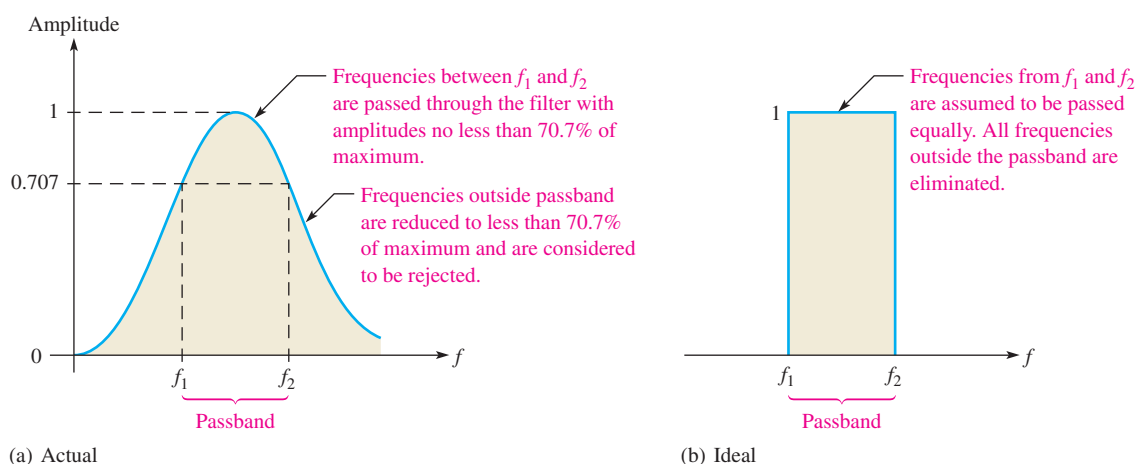 Amplitude
1
0.707
0
Frequencies between f1 and f2
are passed through the filter with
amplitudes no less than 70.7% of
maximum.
Frequencies outside passband
are reduced to less than 70.7%
of maximum and are considered
to be rejected.
f
f1
f2
Passband
(a) Actual
1
Frequencies from f1 and f2
are assumed to be passed
equally. All frequencies
outside the passband are
eliminated.
f
f1
f2
Passband
(b) Ideal